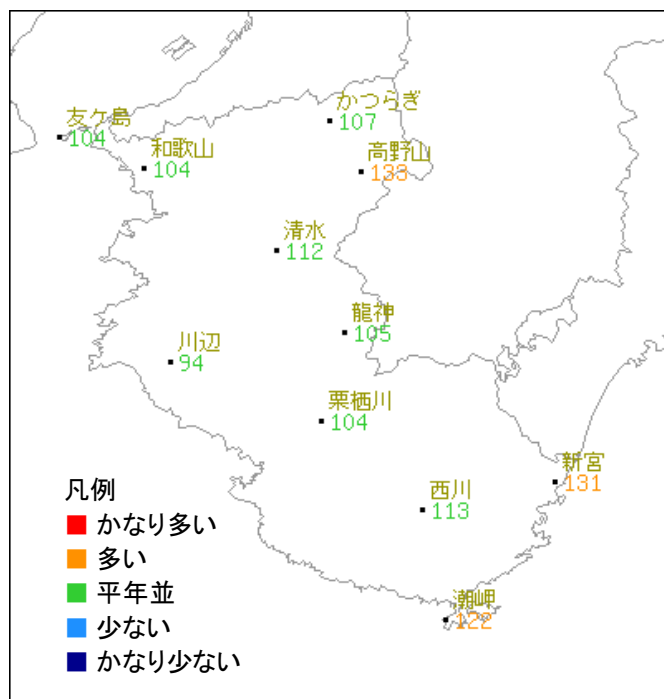 友ケ島
104
和歌山
104
かつらぎ
107
高野山
133
清水
112
龍神
105
川辺
94
栗栖川
104
新宮
131
西川
113
潮岬
122
凡例
かなり多い
多い
平年並
少ない
かなり少ない